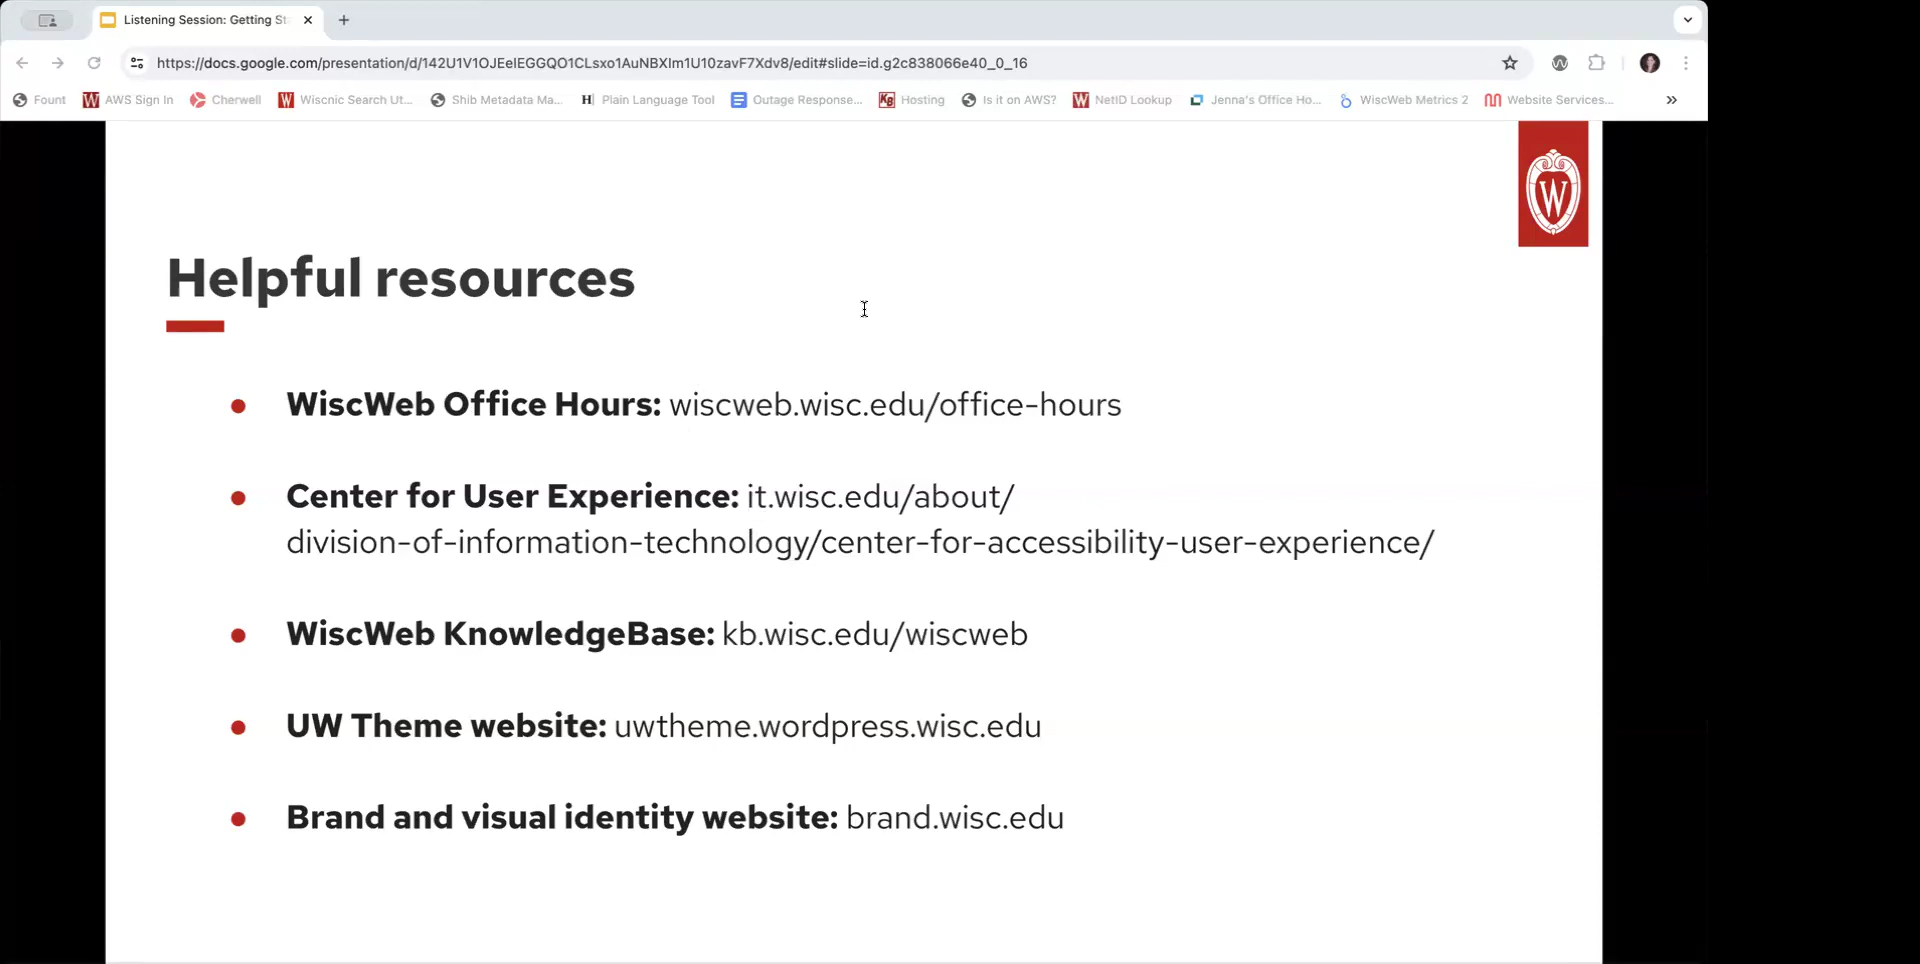 Listening Session: Getting St
https://docs.google.com/presentation/d/142U1V1OJEelEGGQO1CLsxo1AuNBXIm1U10zavF7Xdv8/edit#slide=id.g2c838066e40_0_16
Fount AWS Sign In Cherwell Wiscnic Search Ut... Shib Metadata Ma... Plain Language Tool Outage Response... KB Hosting Is it on AWS? NetID Lookup Jenna's Office Ho... WiscWeb Metrics 2 Website Services... »
W
Helpful resources
● WiscWeb Office Hours: wiscweb.wisc.edu/office-hours
● Center for User Experience: it.wisc.edu/about/
division-of-information-technology/center-for-accessibility-user-experience/
● WiscWeb KnowledgeBase: kb.wisc.edu/wiscweb
● UW Theme website: uwtheme.wordpress.wisc.edu
● Brand and visual identity website: brand.wisc.edu